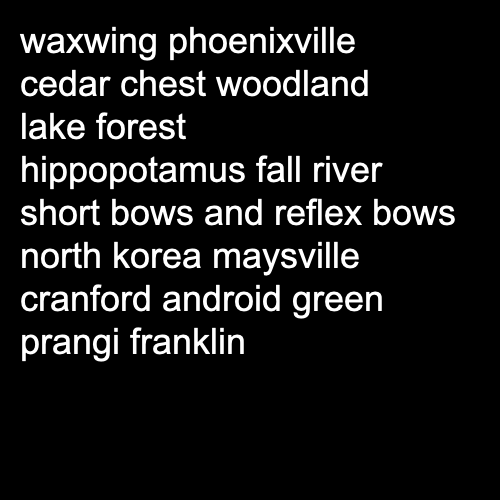 waxwing phoenixville
cedar chest woodland
lake forest
hippopotamus fall river
short bows and reflex bows
north korea maysville
cranford android green
prangi franklin